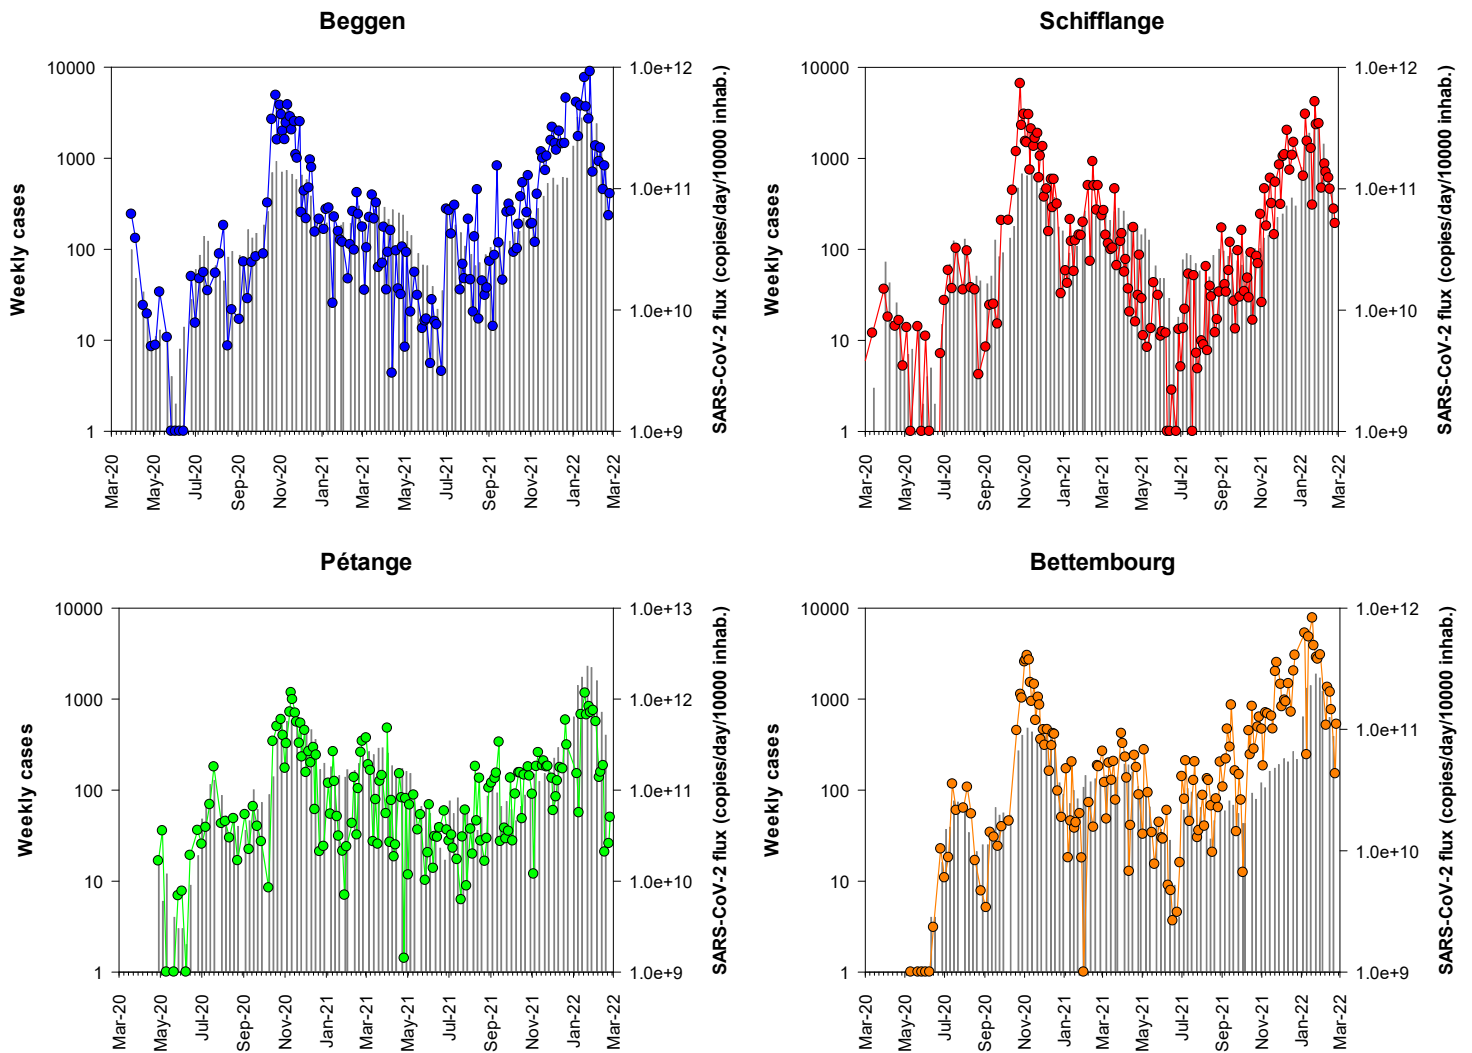 Beggen
Weekly cases
10000
1000
100
10
1
1.0e+12
1.0e+11
1.0e+10
1.0e+9
SARS-CoV-2 flux (copies/day/10000 inhab.)
Mar-20
May-20
Jul-20
Sep-20
Nov-20
Jan-21
Mar-21
May-21
Jul-21
Sep-21
Nov-21
Jan-22
Mar-22
Schifflange
Weekly cases
10000
1000
100
10
1
1.0e+12
1.0e+11
1.0e+10
1.0e+9
SARS-CoV-2 flux (copies/day/10000 inhab.)
Mar-20
May-20
Jul-20
Sep-20
Nov-20
Jan-21
Mar-21
May-21
Jul-21
Sep-21
Nov-21
Jan-22
Mar-22
Pétange
Weekly cases
10000
1000
100
10
1
1.0e+13
1.0e+12
1.0e+11
1.0e+10
1.0e+9
SARS-CoV-2 flux (copies/day/10000 inhab.)
Mar-20
May-20
Jul-20
Sep-20
Nov-20
Jan-21
Mar-21
May-21
Jul-21
Sep-21
Nov-21
Jan-22
Mar-22
Bettembourg
Weekly cases
10000
1000
100
10
1
1.0e+12
1.0e+11
1.0e+10
1.0e+9
SARS-CoV-2 flux (copies/day/10000 inhab.)
Mar-20
May-20
Jul-20
Sep-20
Nov-20
Jan-21
Mar-21
May-21
Jul-21
Sep-21
Nov-21
Jan-22
Mar-22